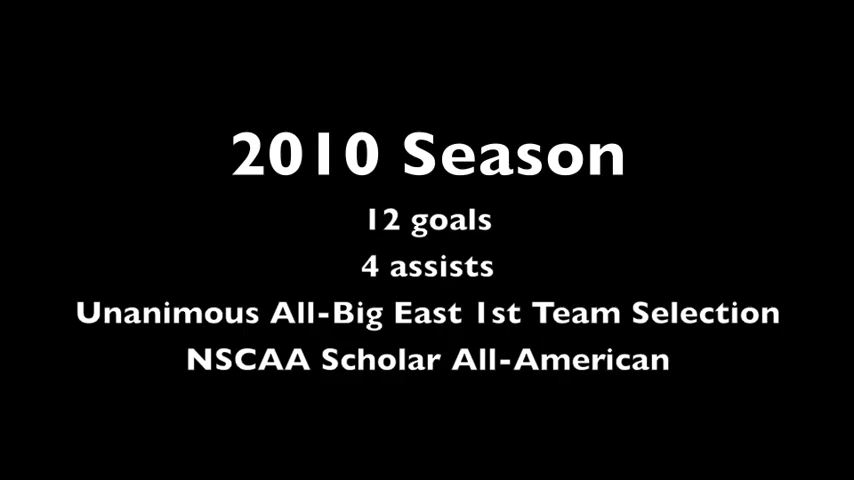 2010 Season
12 goals
4 assists
Unanimous All-Big East 1st Team Selection
NSCAA Scholar All-American